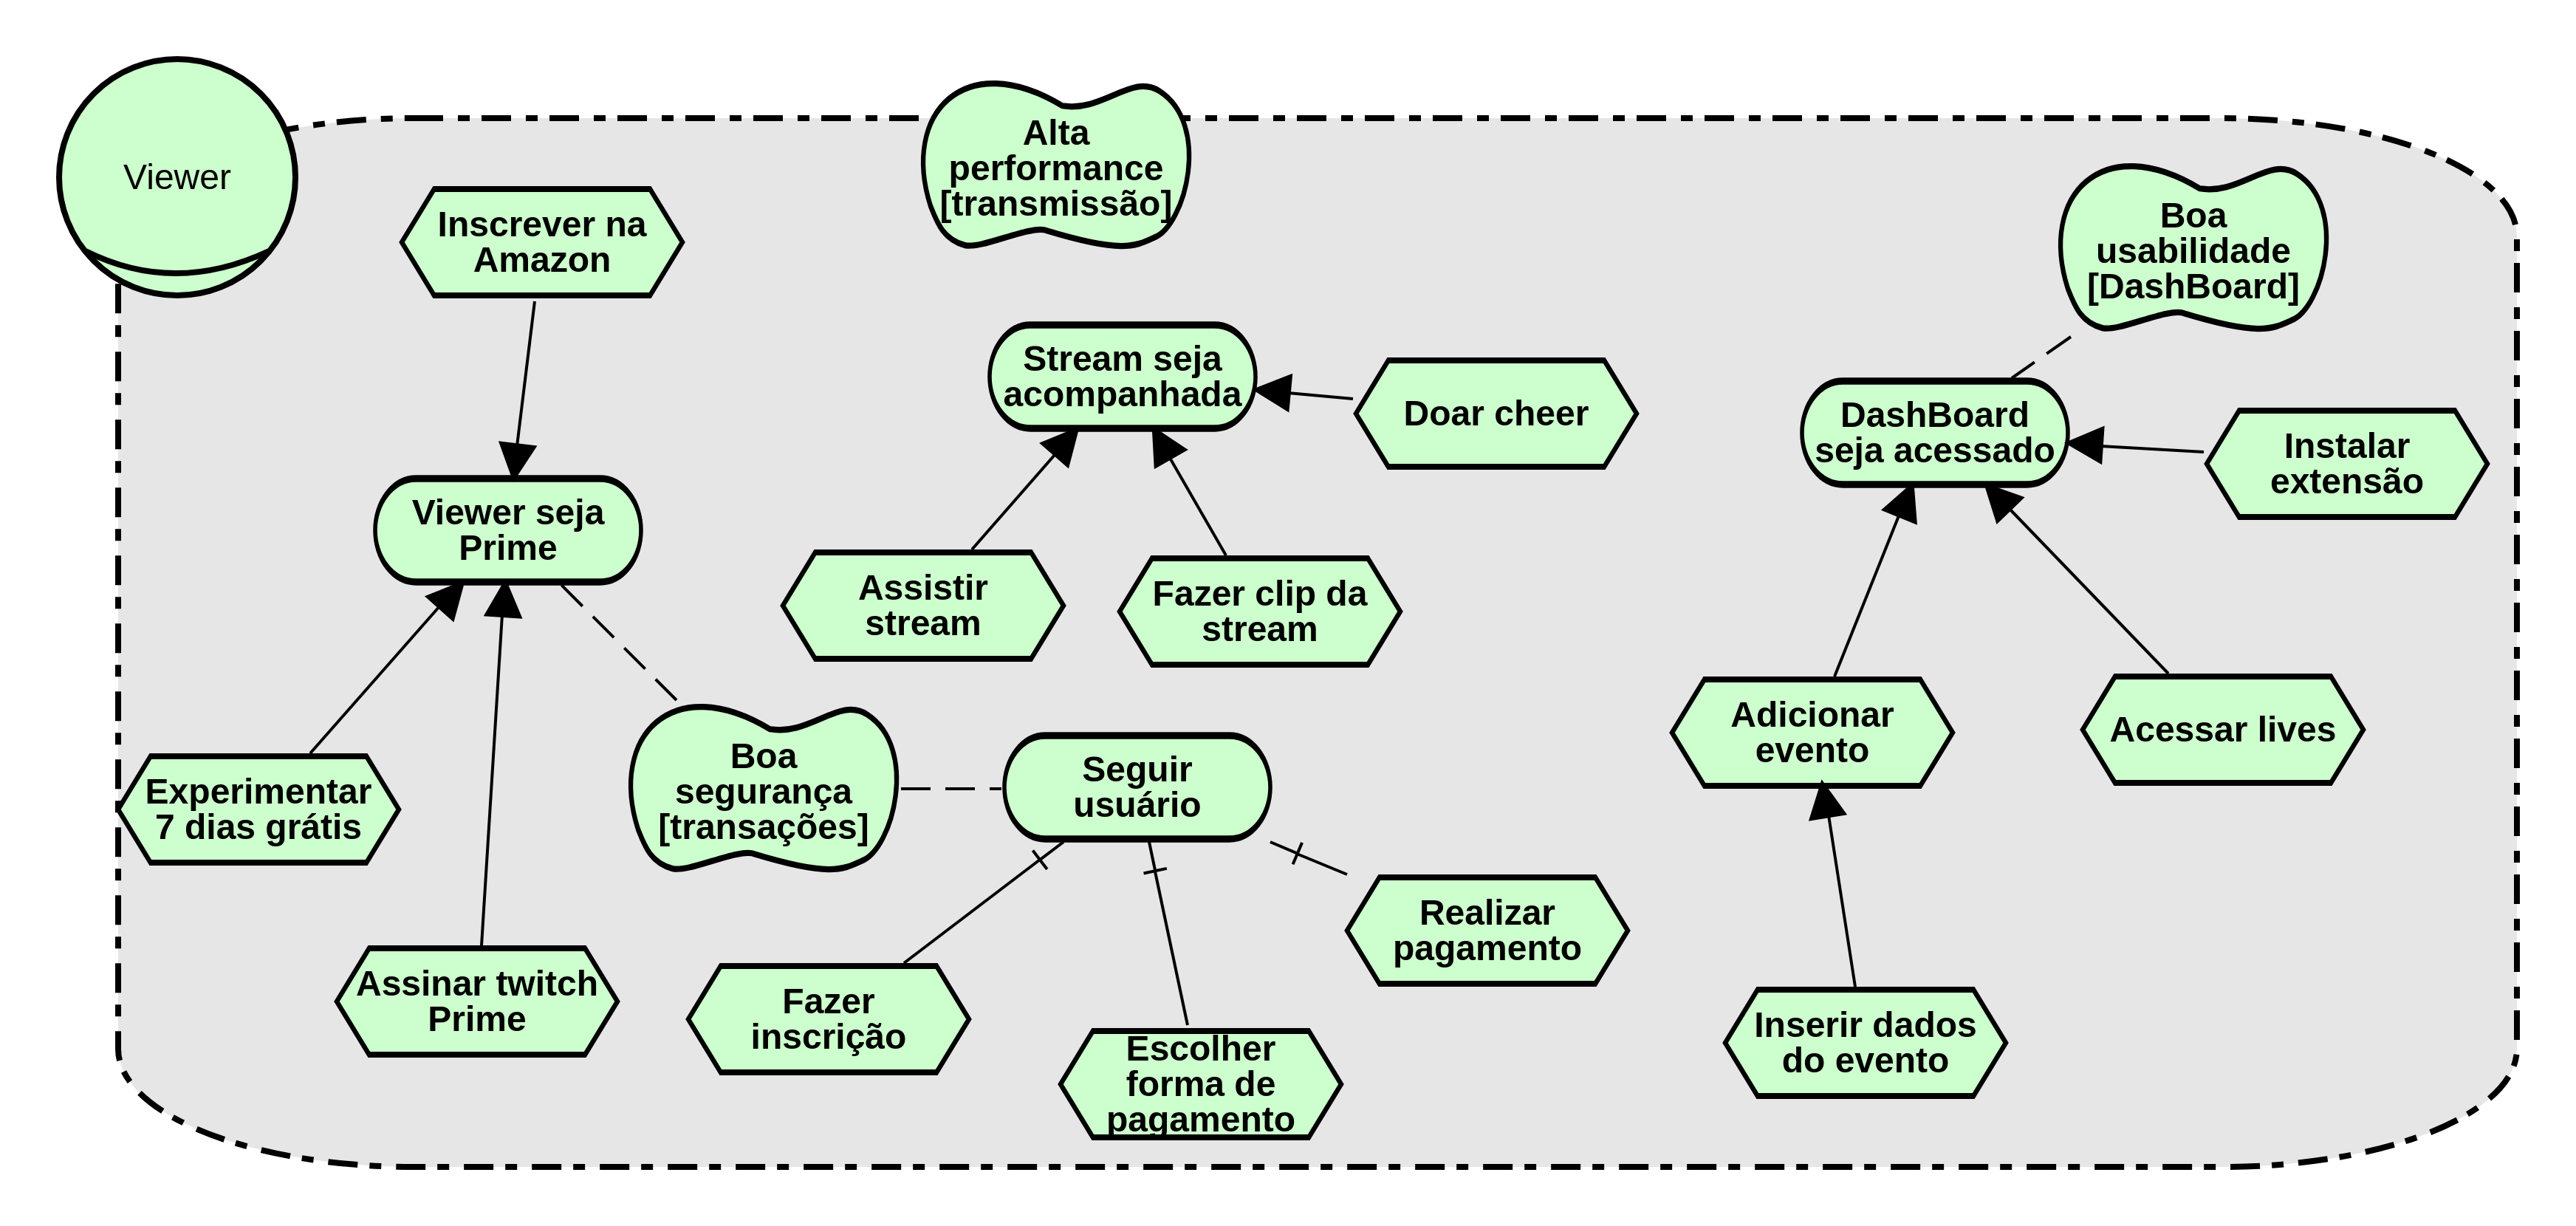 Viewer
Alta
performance
[transmissão]
Inscrever na
Amazon
Boa
usabilidade
[DashBoard]
Stream seja
acompanhada
Doar cheer
DashBoard
seja acessado
Instalar
extensão
Viewer seja
Prime
Assistir
stream
Fazer clip da
stream
Adicionar
evento
Acessar lives
Experimentar
7 dias grátis
Boa
segurança
[transações]
Seguir
usuário
Realizar
pagamento
Assinar twitch
Prime
Fazer
inscrição
Escolher
forma de
pagamento
Inserir dados
do evento